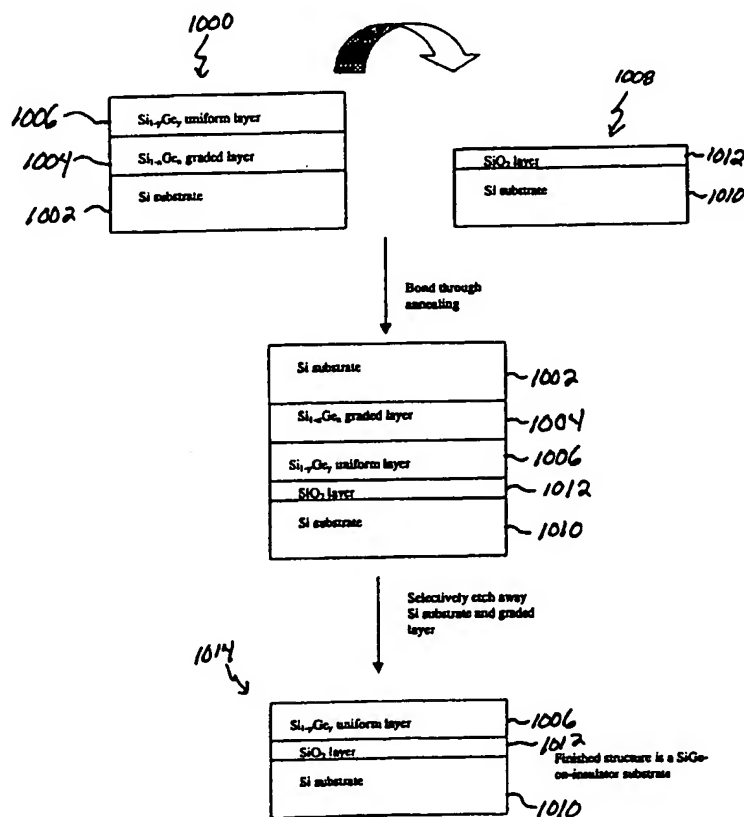 1000
1006
Si₁₋yGey uniform layer
1004
Si₁₋ₓGeₓ graded layer
1002
Si substrate
1008
SiO₂ layer
1012
Si substrate
1010
Bond through
annealing
Si substrate
1002
Si₁₋ₓGeₓ graded layer
1004
Si₁₋yGey uniform layer
1006
SiO₂ layer
1012
Si substrate
1010
Selectively etch away
Si substrate and graded
layer
1014
Si₁₋yGey uniform layer
1006
SiO₂ layer
1012
Finished structure is a SiGe-
on-insulator substrate
Si substrate
1010